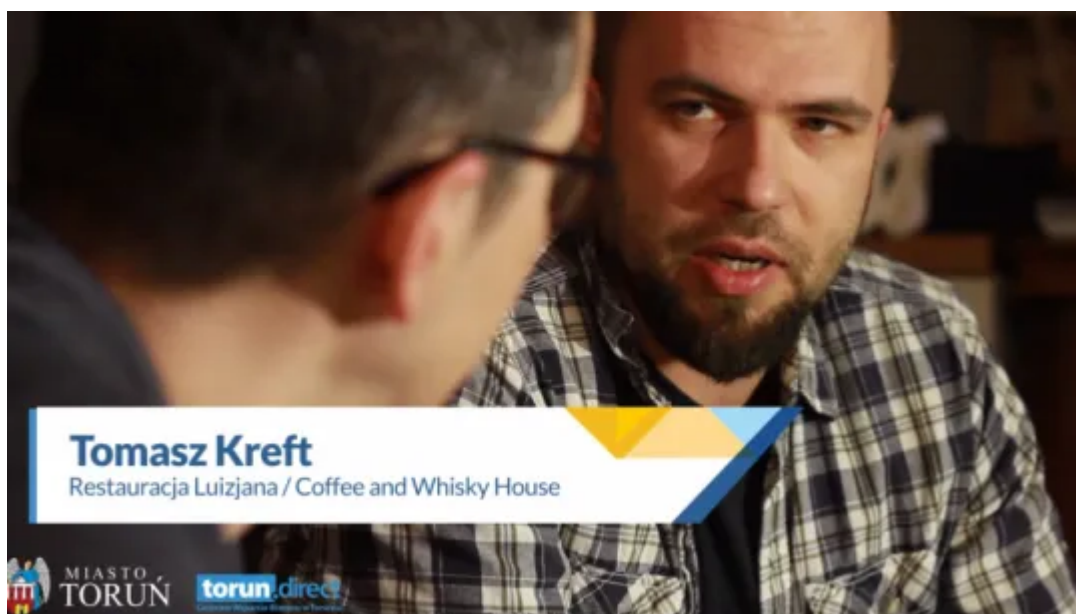 Tomasz Kreft
Restauracja Luizjana / Coffee and Whisky House
MIASTO
TORUŃ
torun.direct